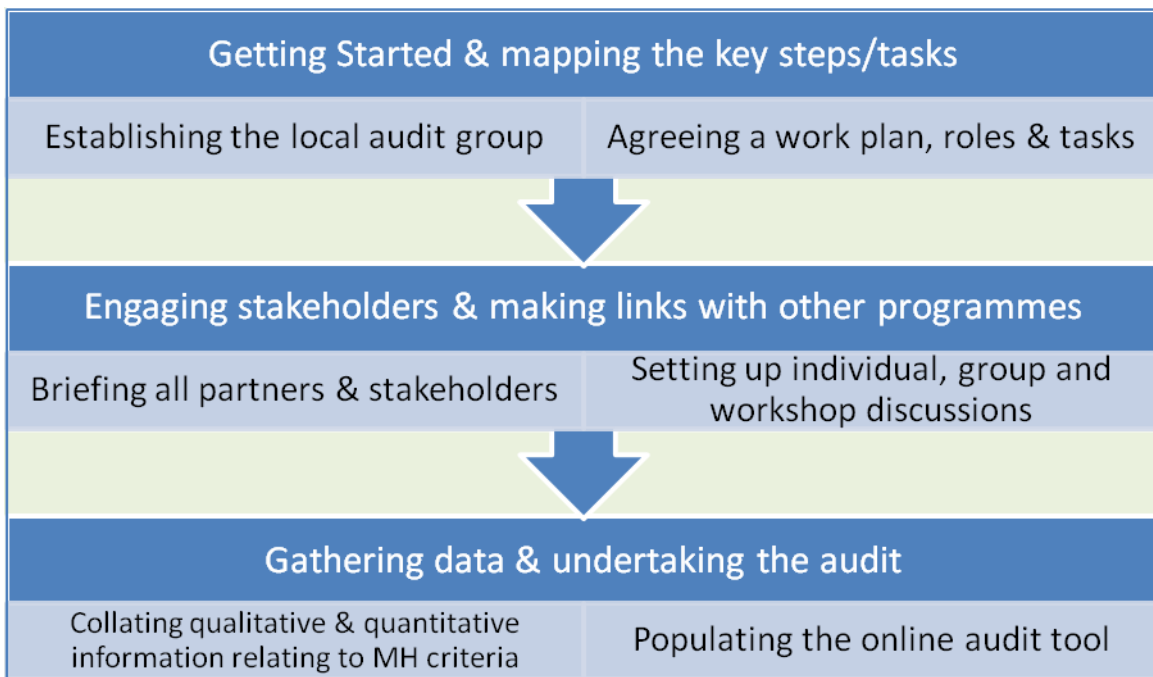 Getting Started & mapping the key steps/tasks
Establishing the local audit group
Agreeing a work plan, roles & tasks
Engaging stakeholders & making links with other programmes
Briefing all partners & stakeholders
Setting up individual, group and
workshop discussions
Gathering data & undertaking the audit
Collating qualitative & quantitative
information relating to MH criteria
Populating the online audit tool